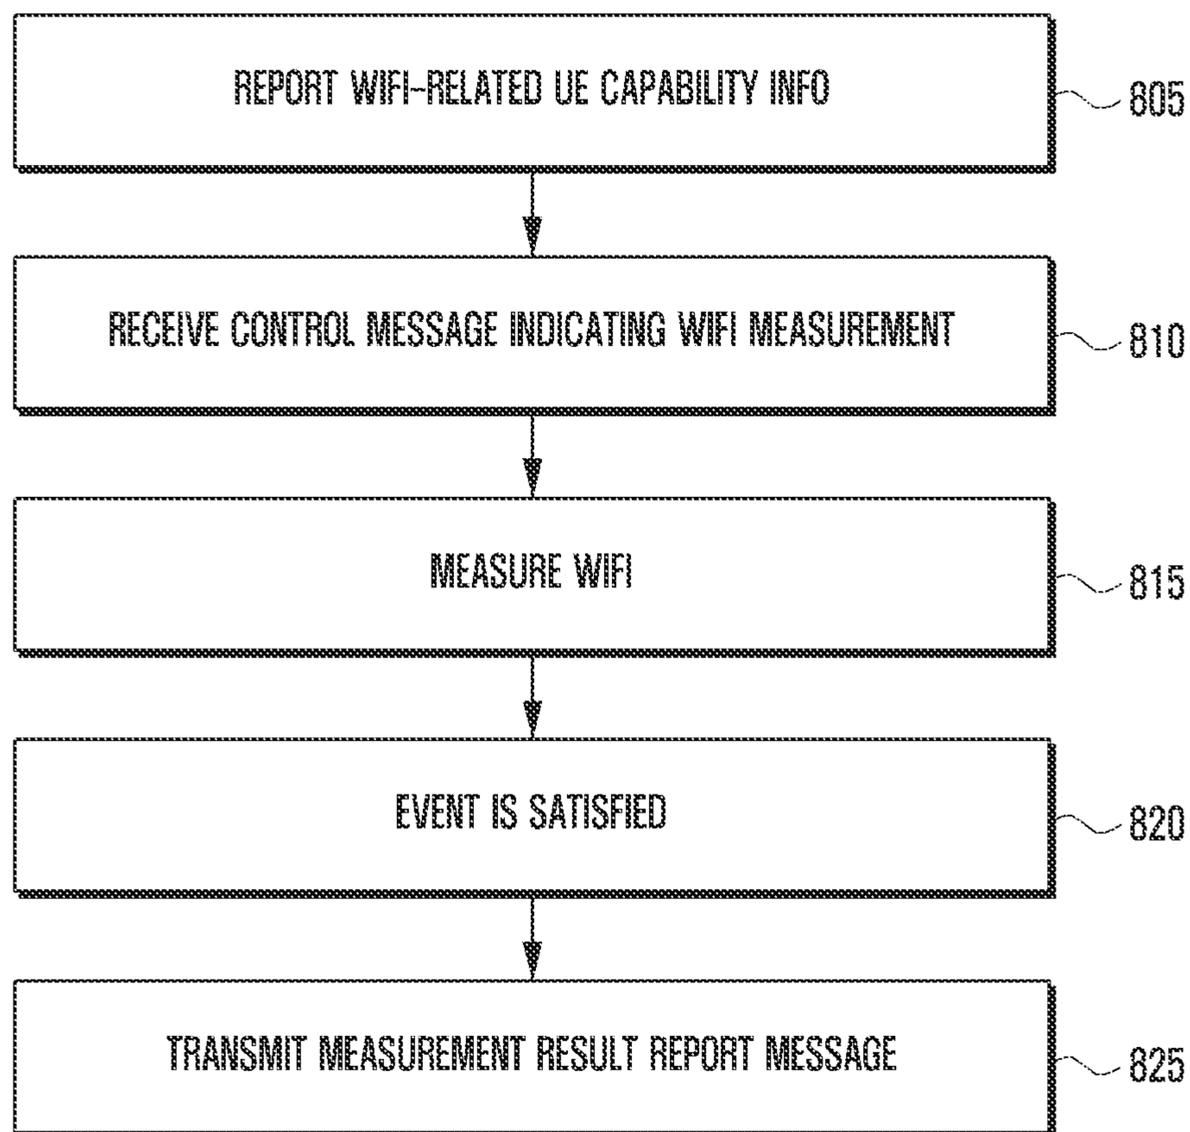 REPORT WIFI-RELATED UE CAPABILITY INFO
805
RECEIVE CONTROL MESSAGE INDICATING WIFI MEASUREMENT
810
MEASURE WIFI
815
EVENT IS SATISFIED
820
TRANSMIT MEASUREMENT RESULT REPORT MESSAGE
825